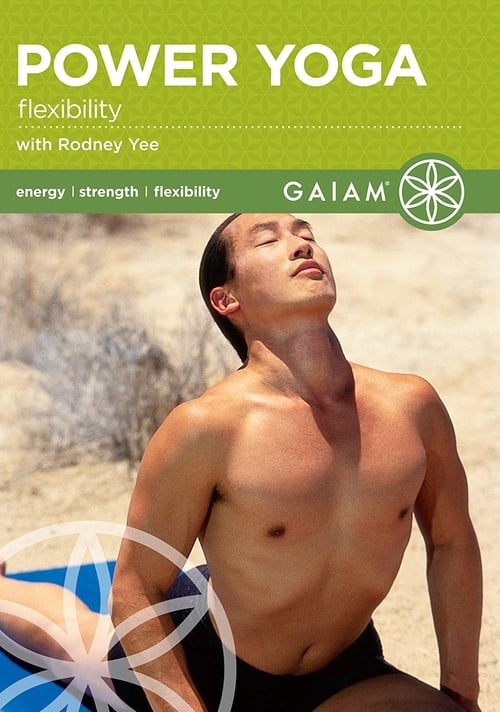 POWER YOGA
flexibility
with Rodney Yee
energy | strength | flexibility
GAIAM®